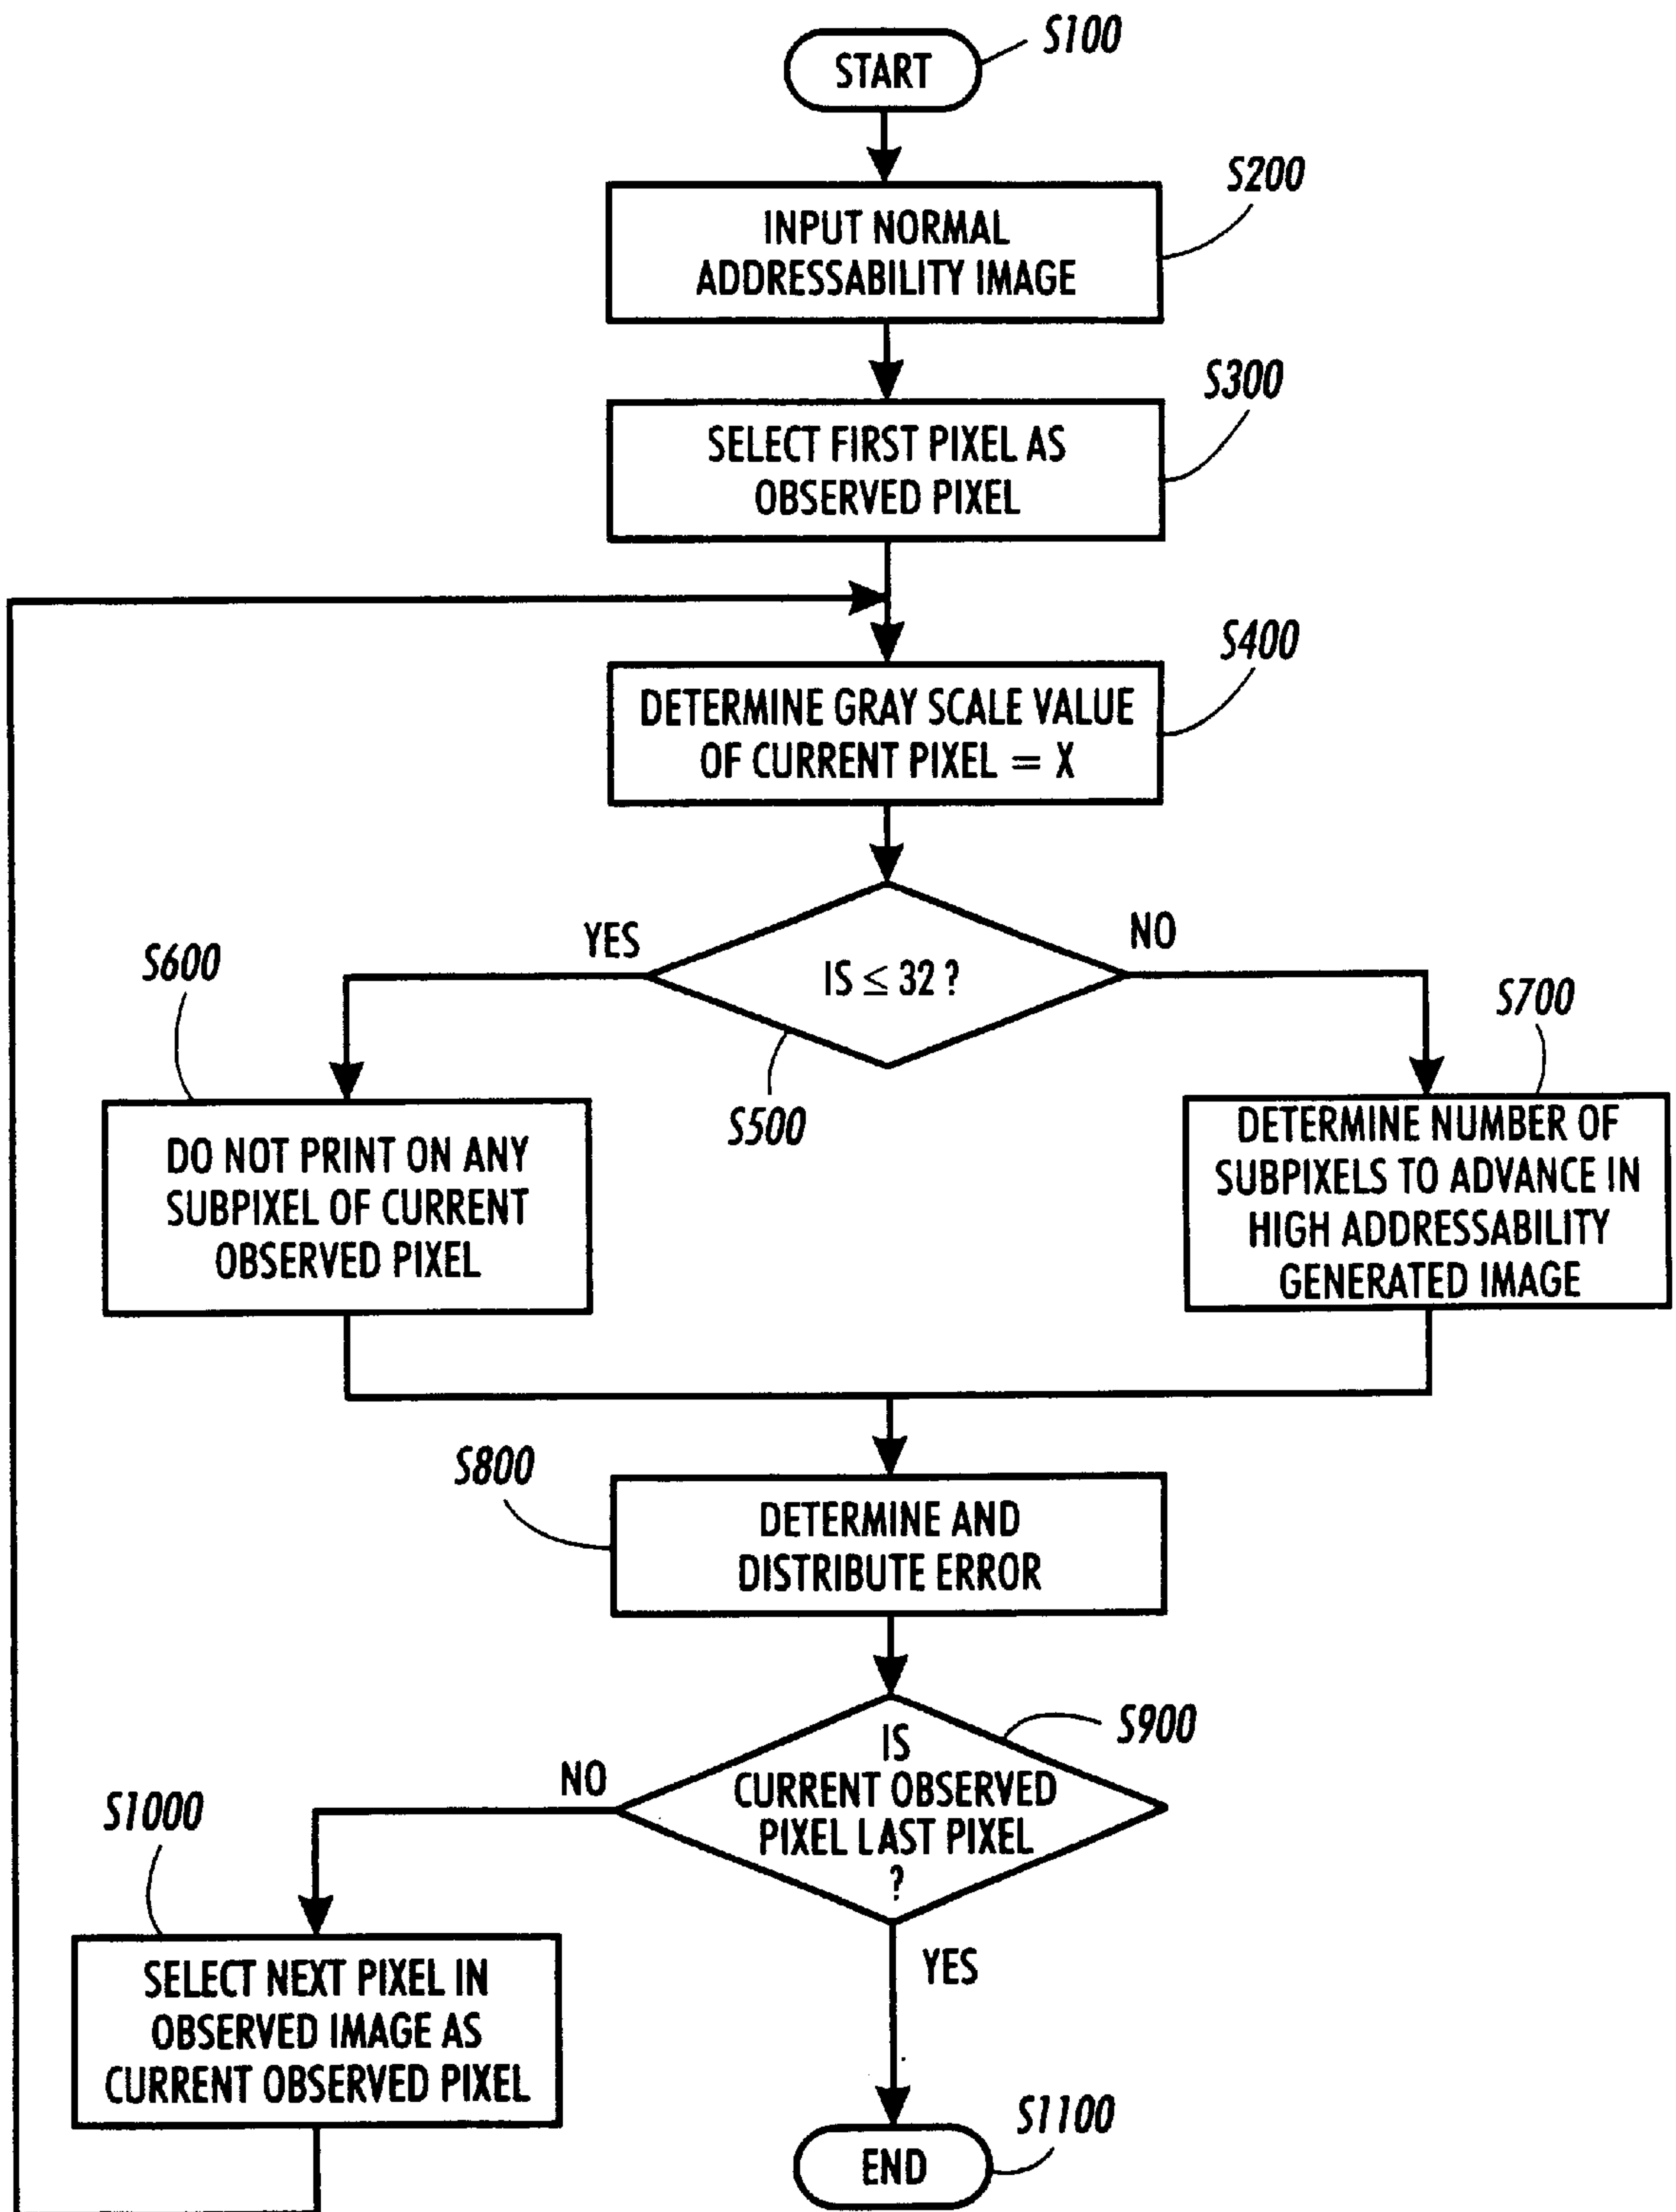 START
S100
INPUT NORMAL
ADDRESSABILITY IMAGE
S200
SELECT FIRST PIXEL AS
OBSERVED PIXEL
S300
DETERMINE GRAY SCALE VALUE
OF CURRENT PIXEL = X
S400
YES
IS ≤ 32 ?
NO
S500
S600
DO NOT PRINT ON ANY
SUBPIXEL OF CURRENT
OBSERVED PIXEL
S700
DETERMINE NUMBER OF
SUBPIXELS TO ADVANCE IN
HIGH ADDRESSABILITY
GENERATED IMAGE
S800
DETERMINE AND
DISTRIBUTE ERROR
S900
IS
CURRENT OBSERVED
PIXEL LAST PIXEL
?
NO
YES
S1000
SELECT NEXT PIXEL IN
OBSERVED IMAGE AS
CURRENT OBSERVED PIXEL
END
S1100